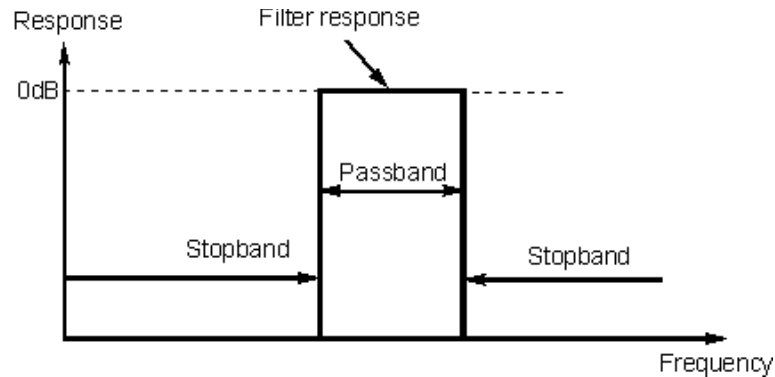 Filter response
Response
0dB
Passband
Stopband
Stopband
Frequency